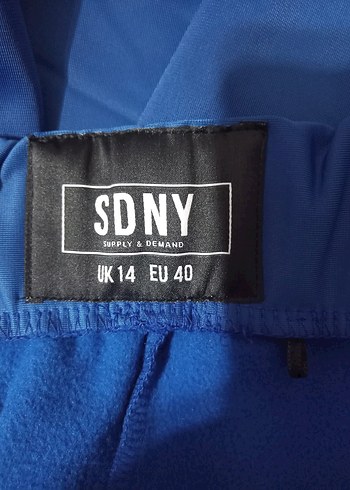 SDNY
SUPPLY & DEMAND
UK 14 EU 40